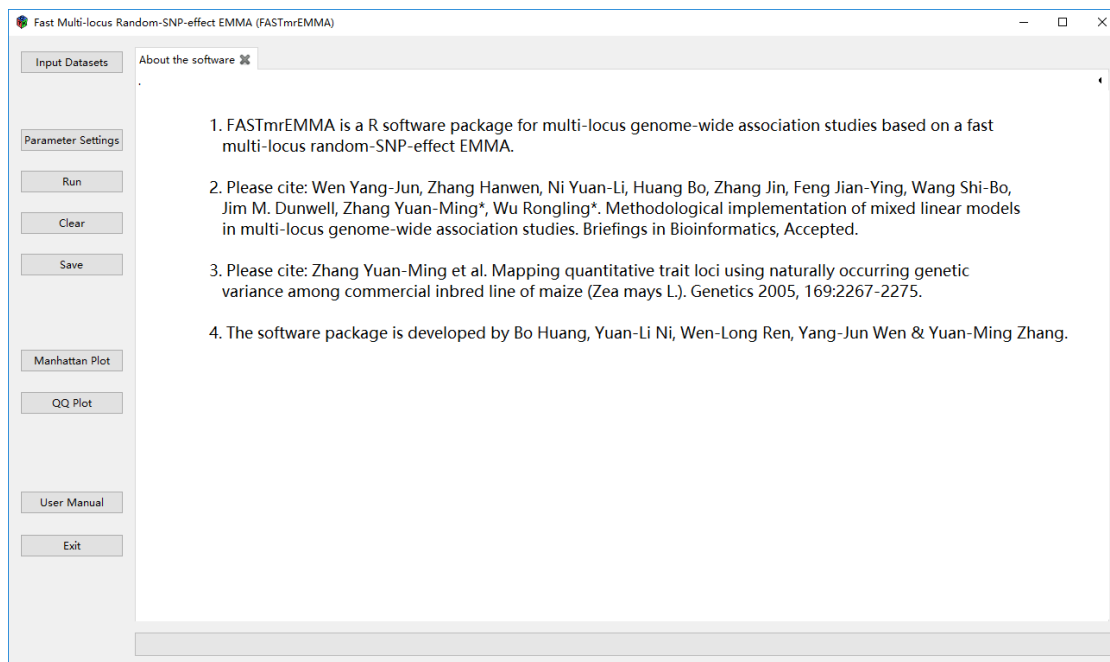 Fast Multi-locus Random-SNP-effect EMMA (FASTmrEMMA)
Input Datasets
About the software
Parameter Settings
Run
Clear
Save
Manhattan Plot
QQ Plot
User Manual
Exit
1. FASTmrEMMA is a R software package for multi-locus genome-wide association studies based on a fast
multi-locus random-SNP-effect EMMA.
2. Please cite: Wen Yang-Jun, Zhang Hanwen, Ni Yuan-Li, Huang Bo, Zhang Jin, Feng Jian-Ying, Wang Shi-Bo,
Jim M. Dunwell, Zhang Yuan-Ming*, Wu Rongling*. Methodological implementation of mixed linear models
in multi-locus genome-wide association studies. Briefings in Bioinformatics, Accepted.
3. Please cite: Zhang Yuan-Ming et al. Mapping quantitative trait loci using naturally occurring genetic
variance among commercial inbred line of maize (Zea mays L.). Genetics 2005, 169:2267-2275.
4. The software package is developed by Bo Huang, Yuan-Li Ni, Wen-Long Ren, Yang-Jun Wen & Yuan-Ming Zhang.